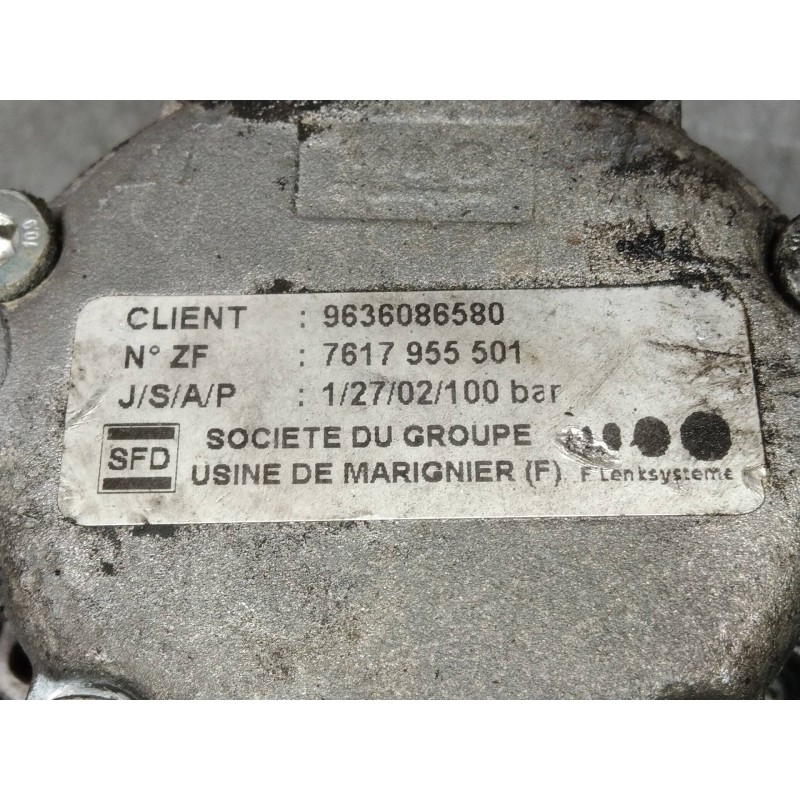 CLIENT : 9636086580
N° ZF : 7617 955 501
J/S/A/P : 1/27/02/100 bar
SFD SOCIETE DU GROUPE
USINE DE MARIGNIER (F) F Lenksysteme
109